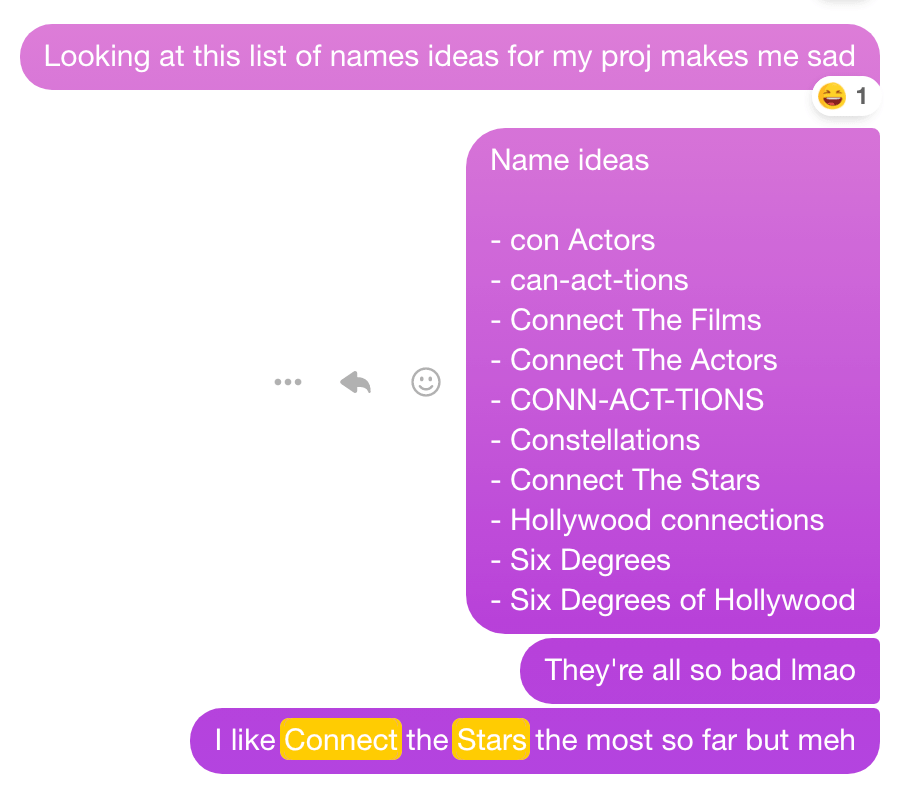 Looking at this list of names ideas for my proj makes me sad
1
Name ideas
- con Actors
- can-act-tions
- Connect The Films
- Connect The Actors
- CONN-ACT-TIONS
- Constellations
- Connect The Stars
- Hollywood connections
- Six Degrees
- Six Degrees of Hollywood
They're all so bad lmao
I like Connect the Stars the most so far but meh